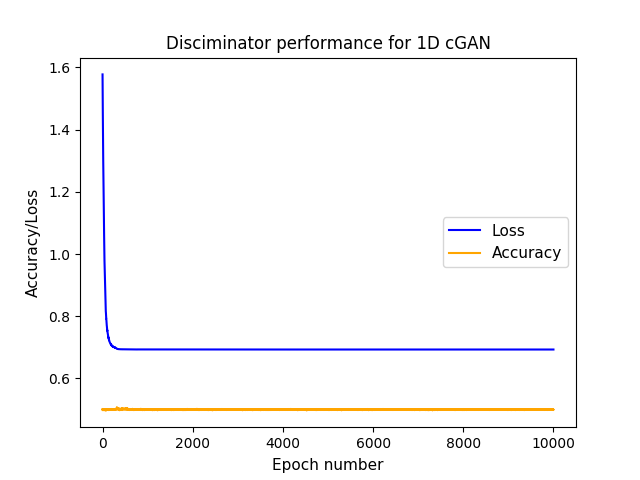 Disciminator performance for 1D cGAN
1.6
1.4
1.2
1.0
0.8
0.6
Accuracy/Loss
Loss
Accuracy
0 2000 4000 6000 8000 10000
Epoch number